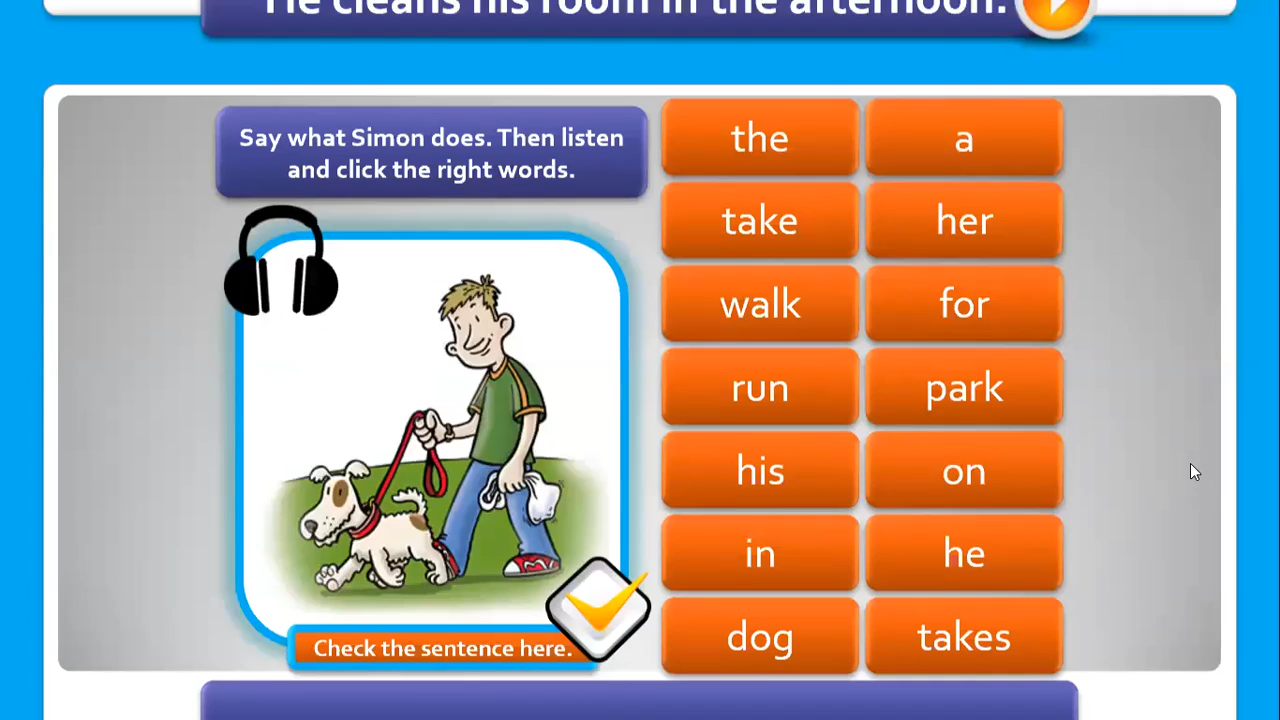 He cleans his room in the afternoon.
Say what Simon does. Then listen
and click the right words.
the a
take her
walk for
run park
his on
in he
dog takes
Check the sentence here.